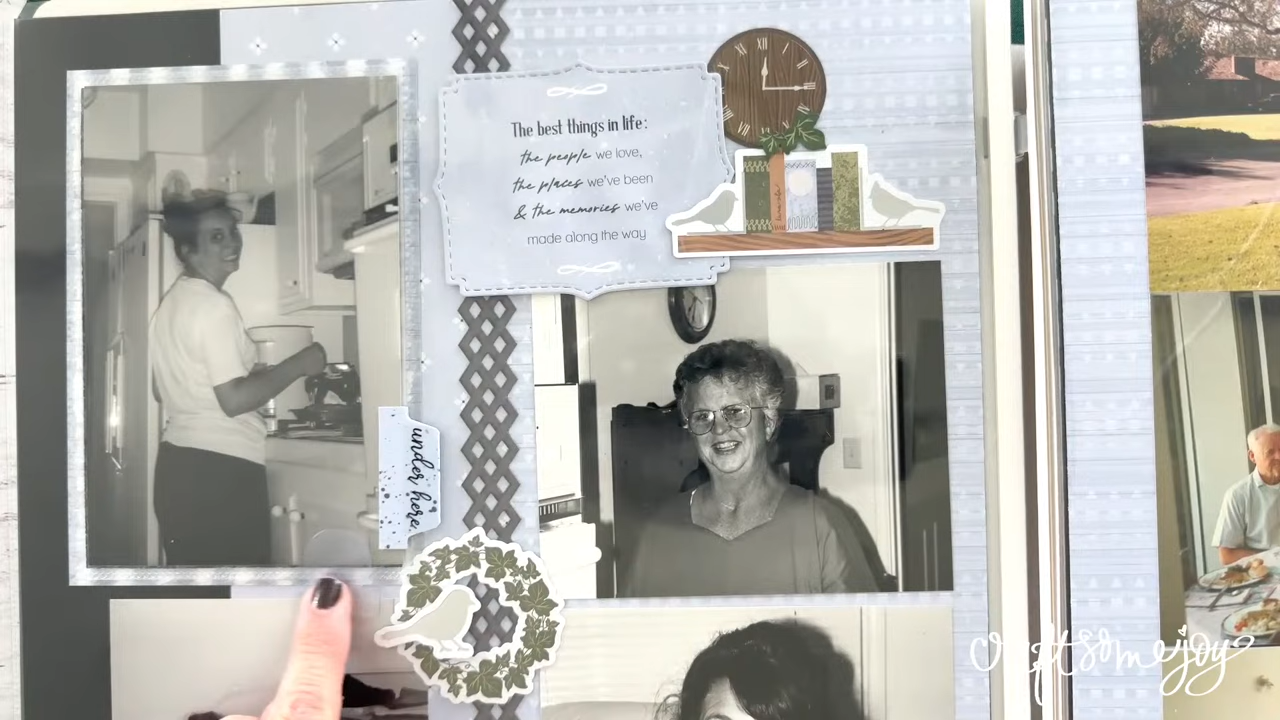 The best things in life:
the people we love,
the places we've been
& the memories we've
made along the way
under here.
craftsomejoy